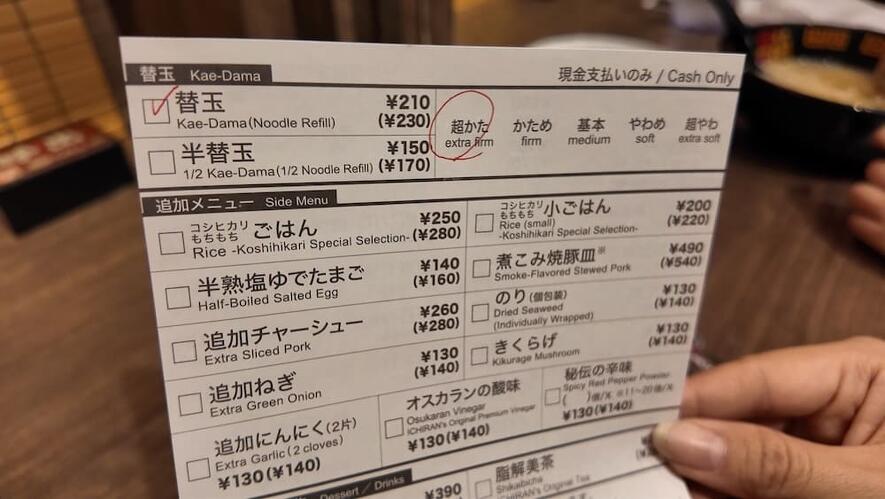 替玉 Kae-Dama
現金支払いのみ / Cash Only
替玉 ¥210
Kae-Dama (Noodle Refill) (¥230)
半替玉 ¥150
1/2 Kae-Dama (1/2 Noodle Refill) (¥170)
超かた かため 基本 やわめ 超やわ
extra firm firm medium soft extra soft
追加メニュー Side Menu
コシヒカリ
もちもち
ごはん ¥250
Rice -Koshihikari Special Selection- (¥280)
コシヒカリ
もちもち
小ごはん ¥200
Rice (small) (¥220)
-Koshihikari Special Selection-
半熟塩ゆでたまご ¥140
Half-Boiled Salted Egg (¥160)
煮こみ焼豚皿※ ¥490
Smoke-Flavored Stewed Pork (¥540)
追加チャーシュー ¥260
Extra Sliced Pork (¥280)
のり(個包装) ¥130
Dried Seaweed (¥140)
(Individually Wrapped)
追加ねぎ ¥130
Extra Green Onion (¥140)
きくらげ ¥130
Kikurage Mushroom (¥140)
追加にんにく(2片)
Extra Garlic (2 cloves)
¥130(¥140)
オスカランの酸味
Osukaran Vinegar
ICHIRAN's Original Premium Vinegar
¥130(¥140)
秘伝の辛味
Spicy Red Pepper Powder
( )倍/× ※11~20倍/×
¥130(¥140)
Dessert / Drinks
¥390
脂解美茶
Shikaibicha
ICHIRAN's Original Tea